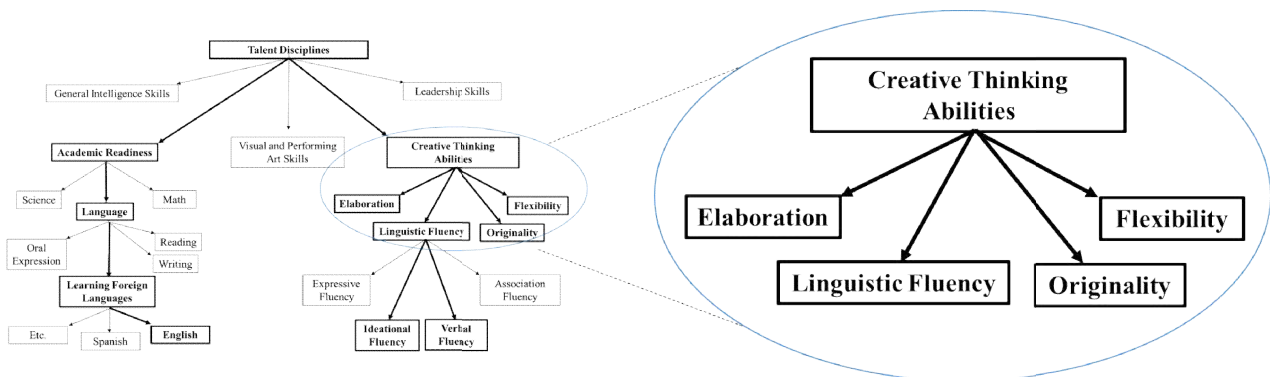 Talent Disciplines
General Intelligence Skills
Leadership Skills
Visual and Performing
Art Skills
Academic Readiness
Creative Thinking
Abilities
Science
Math
Language
Elaboration
Flexibility
Linguistic Fluency
Originality
Oral
Expression
Reading
Writing
Learning Foreign
Languages
Expressive
Fluency
Association
Fluency
Etc.
Spanish
English
Ideational
Fluency
Verbal
Fluency
Creative Thinking
Abilities
Elaboration
Flexibility
Linguistic Fluency
Originality